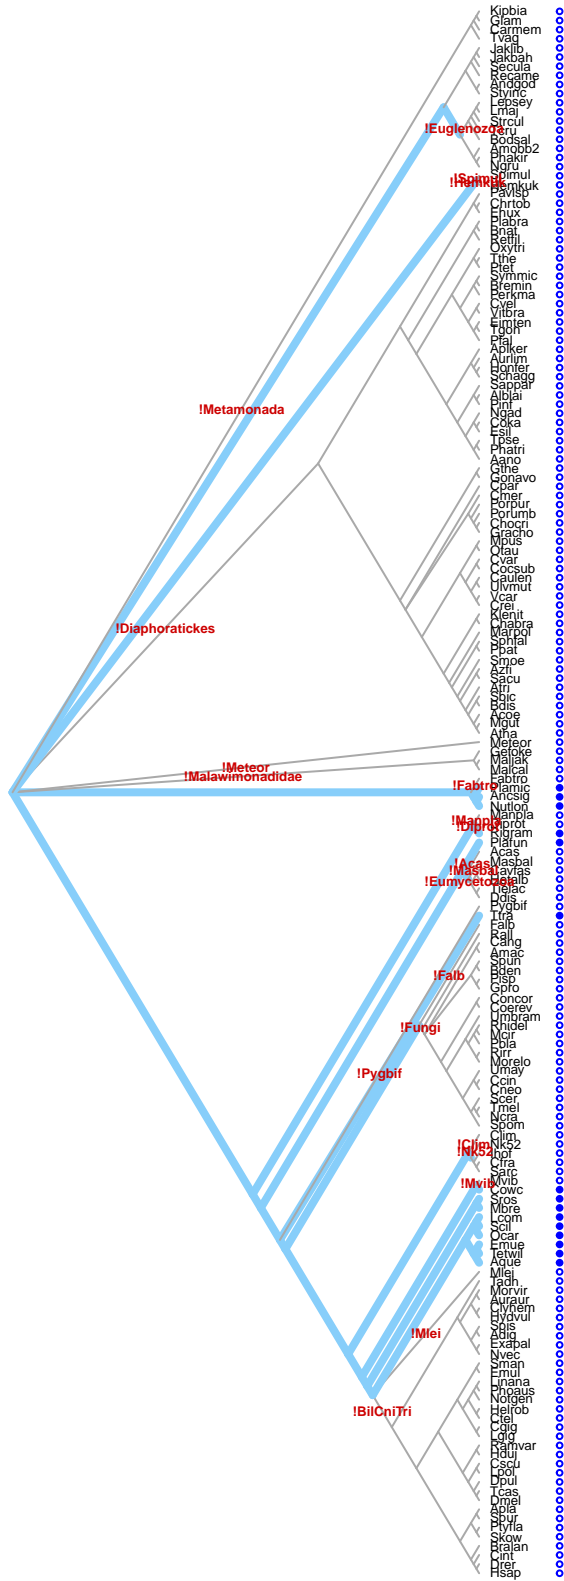 Kipbia
Glam
Carmem
Tvag
Jaklib
Jakbah
Secula
Recame
Andgod
Styinc
Lepsey
Lmaj
Strcul
!Euglenozoa
Tcru
Bodsal
Amobb2
Phakir
Ngru
Spimul
!Spimul
!Hemkuk
Hemkuk
Pavlsp
Chrtob
Ehux
Plabra
Bnat
Retfil
Oxytri
Tthe
Ptet
Symmic
Bremin
Perkma
Cvel
Vitbra
Eimten
Tgon
Pfal
Aplker
Aurlim
Honfer
Schagg
Sappar
Alblai
Pinf
!Metamonada
Ngad
Coka
Esil
Tpse
Phatri
Aano
Gthe
Gonavo
Cpar
Cmer
Porpur
Porumb
Chocri
Gracho
Mpus
Otau
Cvar
Cocsub
Caulen
Ulvmut
Vcar
Crei
Klenit
Chabra
!Diaphoratickes
Marpol
Sphfal
Ppat
Smoe
Azfi
Sacu
Atri
Sbic
Bdis
Acoe
Mgut
Atha
Meteor
Gefoke
Maljak
!Meteor
Malcal
!Malawimonadidae
Fabtro
!Fabtro
Plamic
Ancsig
Nutlon
Manpla
!Manpla
Diprot
!Diprot
Rigram
Plafun
Acas
Masbal
!Acas
!Masbal
Cavfas
Hetalb
!Eumycetozoa
Tielac
Ddis
Pygbif
Ttra
Falb
Rall
Cang
Amac
Spun
Bden
!Falb
Pisp
Gpro
Concor
Coerev
Umbram
!Fungi
Rhidel
Mcir
Pbla
Rirr
Morelo
!Pygbif
Umay
Ccin
Cneo
Scer
Tmel
Ncra
Spom
Clim
!Clim
Nk52
!Nk52
Ihof
Cfra
Sarc
Mvib
!Mvib
Cowc
Sros
Mbre
Lcom
Scil
Ocar
Emue
Tetwil
Aque
Mlei
Tadh
Morvir
Auraur
Clyhem
Hydvul
Spis
!Mlei
Adig
Exapal
Nvec
Sman
Emul
Linana
Phoaus
Notgen
Helrob
!BilCniTri
Ctel
Cgig
Lgig
Ramvar
Hduj
Cscu
Lpol
Dpul
Tcas
Dmel
Apla
Spur
Ptyfla
Skow
Bralan
Cint
Drer
Hsap